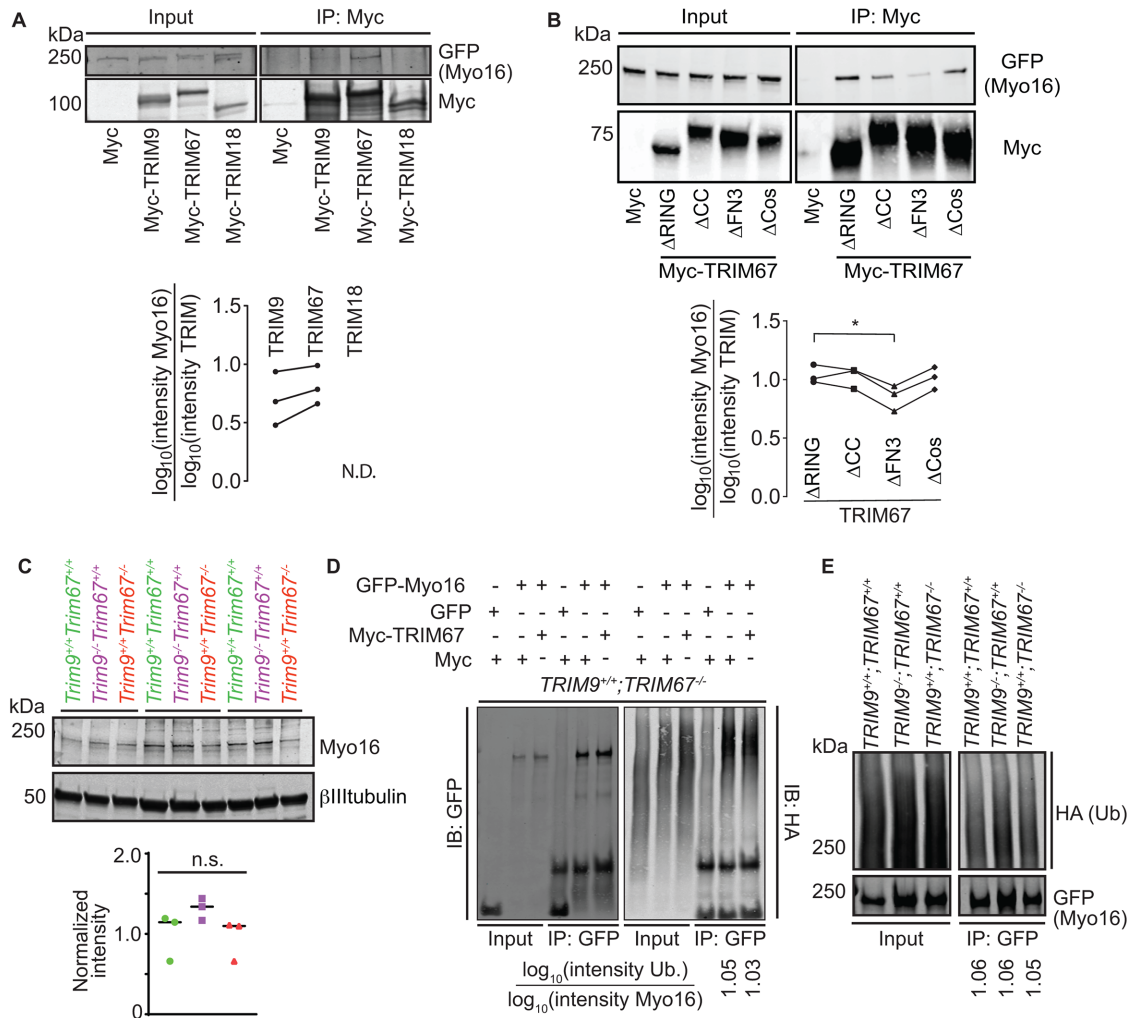 A
Input
IP: Myc
kDa
250
GFP
(Myo16)
100
Myc
Myc
Myc-TRIM9
Myc-TRIM67
Myc-TRIM18
Myc
Myc-TRIM9
Myc-TRIM67
Myc-TRIM18
log10(intensity Myo16)
log10(intensity TRIM)
1.5
1.0
0.5
0.0
TRIM9
TRIM67
TRIM18
N.D.
B
Input
IP: Myc
kDa
250
GFP
(Myo16)
75
Myc
Myc
ΔRING
ΔCC
ΔFN3
ΔCos
Myc
ΔRING
ΔCC
ΔFN3
ΔCos
Myc-TRIM67
Myc-TRIM67
log10(intensity Myo16)
log10(intensity TRIM)
1.5
1.0
0.5
0.0
*
ΔRING
ΔCC
ΔFN3
ΔCos
TRIM67
C
Trim9+/+Trim67+/+
Trim9-/-Trim67+/+
Trim9+/+Trim67-/-
Trim9+/+Trim67+/+
Trim9-/-Trim67+/+
Trim9+/+Trim67-/-
Trim9+/+Trim67+/+
Trim9-/-Trim67+/+
Trim9+/+Trim67-/-
kDa
250
Myo16
50
βIIItubulin
Normalized
intensity
2.0
1.0
0
n.s.
D
GFP-Myo16 - + + - + + - + + - + +
GFP + - - + - - + - - + - -
Myc-TRIM67 - - + - - + - - + - - +
Myc + + - + + - + + - + + -
TRIM9+/+;TRIM67-/-
IB: GFP
IB: HA
Input
IP: GFP
Input
IP: GFP
log10(intensity Ub.)
log10(intensity Myo16)
1.05
1.03
E
TRIM9+/+;TRIM67+/+
TRIM9-/-;TRIM67+/+
TRIM9+/+;TRIM67-/-
TRIM9+/+;TRIM67+/+
TRIM9-/-;TRIM67+/+
TRIM9+/+;TRIM67-/-
kDa
250
HA (Ub)
250
GFP
(Myo16)
Input
IP: GFP
1.06
1.06
1.05